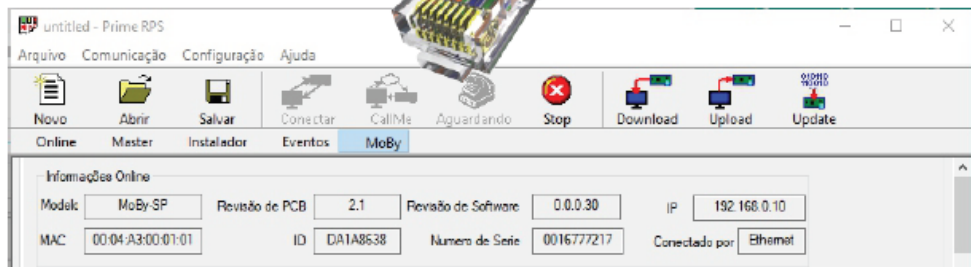 untitled - Prime RPS
Arquivo Comunicação Configuração Ajuda
Novo Abrir Salvar Conectar CallMe Aguardando Stop Download Upload Update
Online Master Instalador Eventos MoBy
Informações Online
Model: MoBy-SP Revisão de PCB 2.1 Revisão de Software 0.0.0.30 IP 192.168.0.10
MAC 00:04:A3:00:01:01 ID DA1A8638 Numero de Serie 0016777217 Conectado por Ethernet